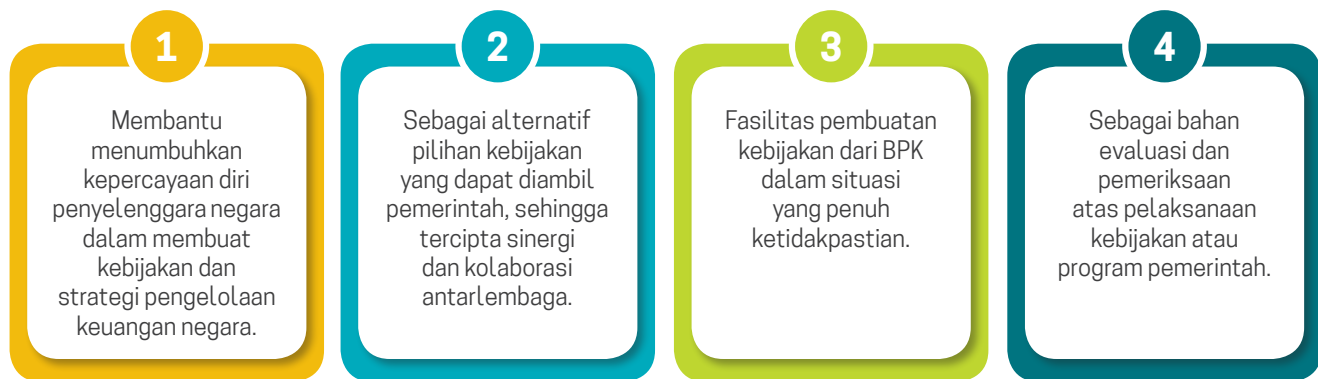 1
Membantu
menumbuhkan
kepercayaan diri
penyelenggara negara
dalam membuat
kebijakan dan
strategi pengelolaan
keuangan negara.
2
Sebagai alternatif
pilihan kebijakan
yang dapat diambil
pemerintah, sehingga
tercipta sinergi
dan kolaborasi
antarlembaga.
3
Fasilitas pembuatan
kebijakan dari BPK
dalam situasi
yang penuh
ketidakpastian.
4
Sebagai bahan
evaluasi dan
pemeriksaan
atas pelaksanaan
kebijakan atau
program pemerintah.